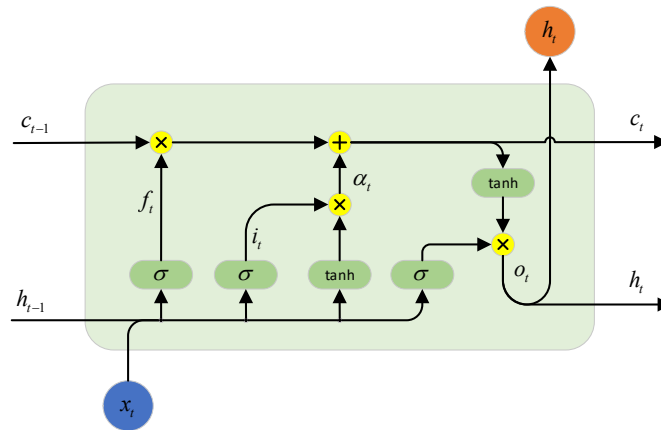 h_t
c_{t-1}
×
+
c_t
α_t
tanh
f_t
×
i_t
×
σ
σ
tanh
σ
o_t
h_{t-1}
h_t
x_t